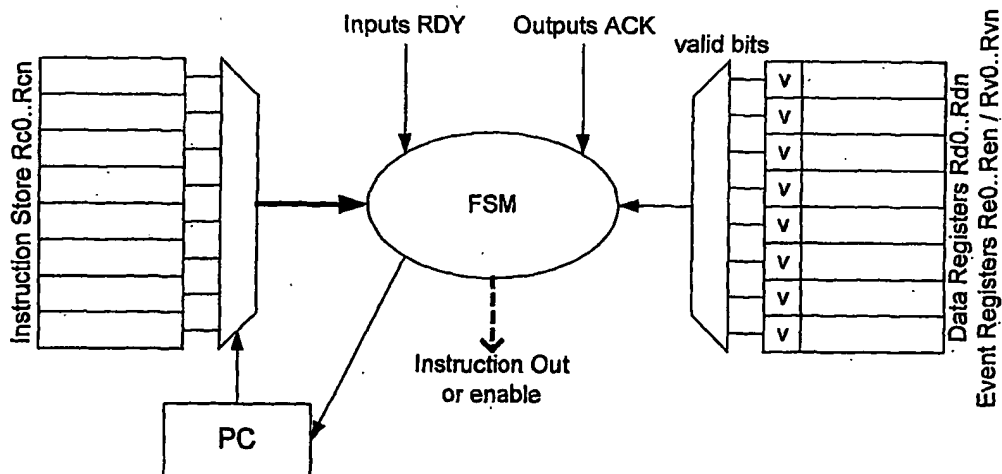 Inputs RDY
Outputs ACK
valid bits
Instruction Store Rc0..Rcn
FSM
v
v
v
v
v
v
v
v
Data Registers Rd0..Rdn
Event Registers Re0..Ren / Rv0..Rvn
Instruction Out
or enable
PC